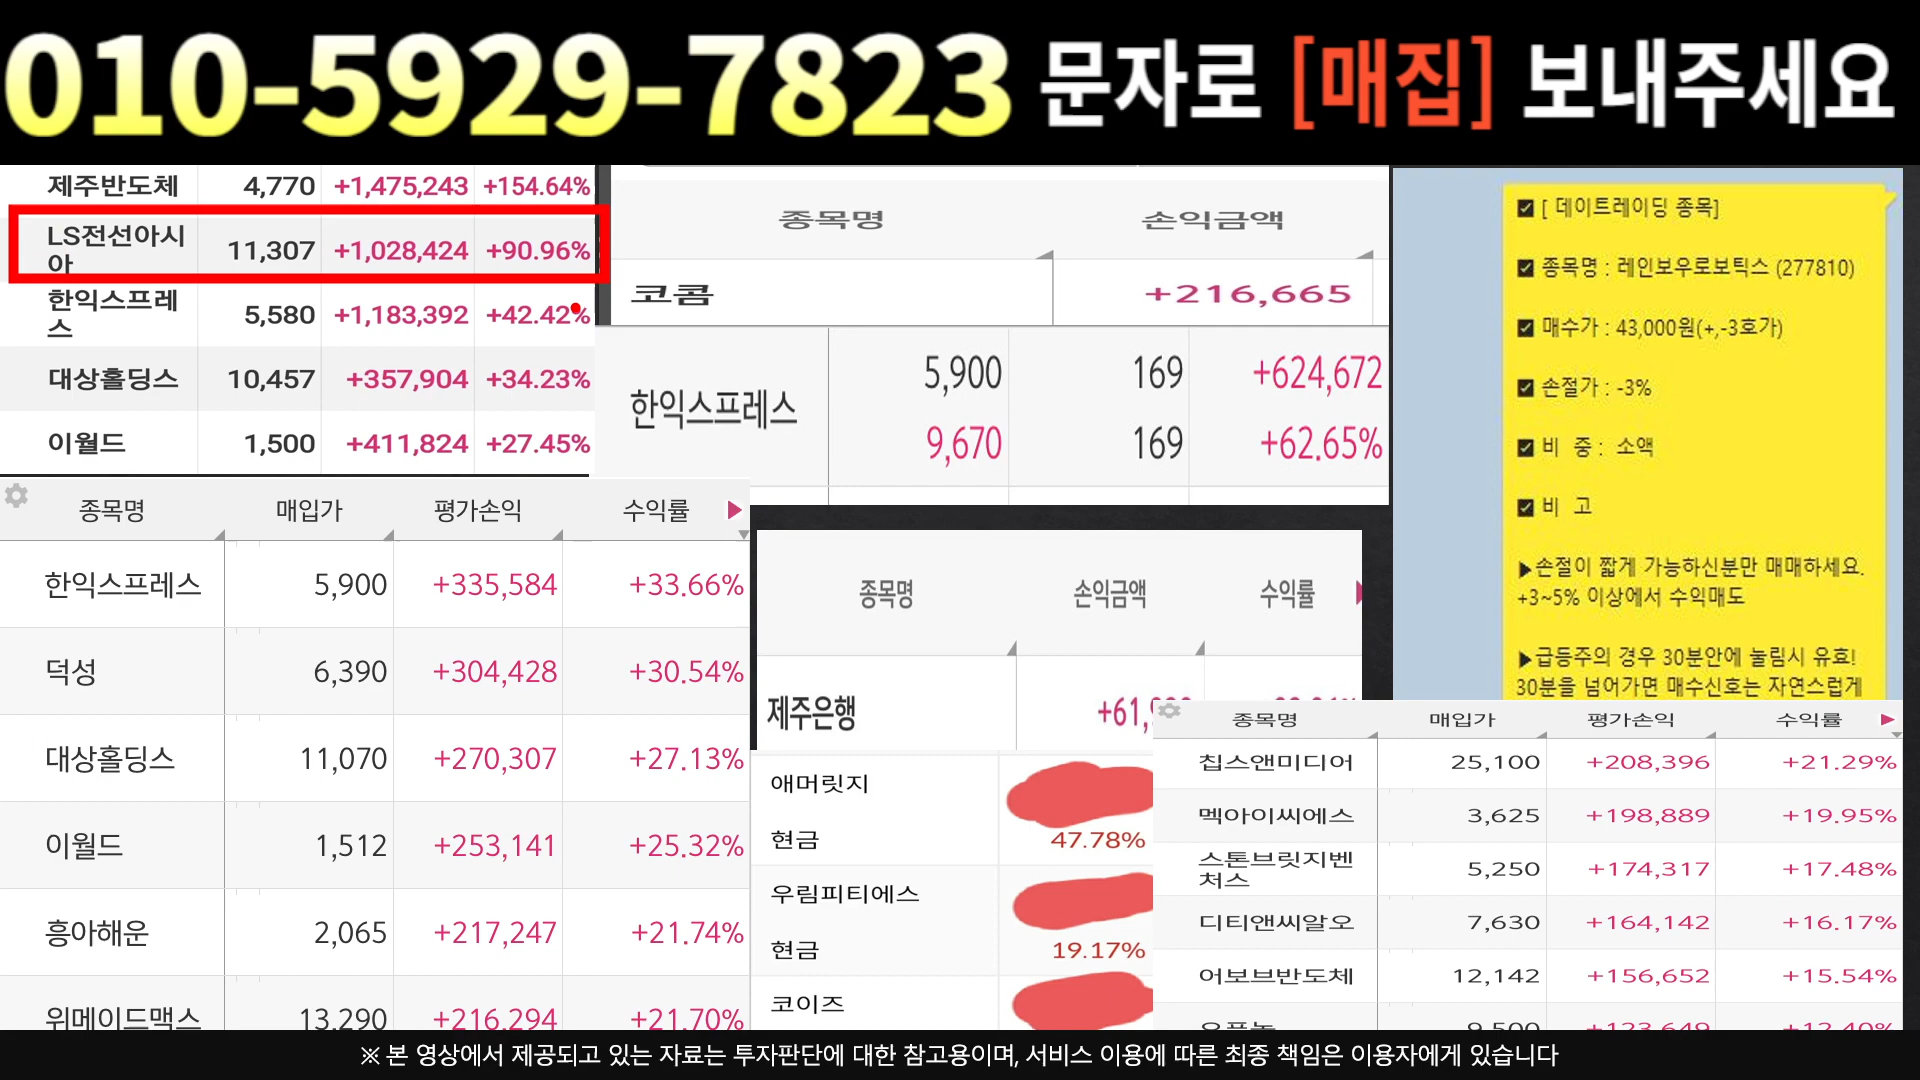 010-5929-7823 문자로 [매집] 보내주세요
제주반도체 4,770 +1,475,243 +154.64%
LS전선아시
아 11,307 +1,028,424 +90.96%
한익스프레
스 5,580 +1,183,392 +42.42%
대상홀딩스 10,457 +357,904 +34.23%
이월드 1,500 +411,824 +27.45%
종목명 손익금액
코콤 +216,665
한익스프레스 5,900 169 +624,672
9,670 169 +62.65%
☑ [ 데이트레이딩 종목]
☑ 종목명 : 레인보우로보틱스 (277810)
☑ 매수가 : 43,000원(+,-3호가)
☑ 손절가 : -3%
☑ 비 중 : 소액
☑ 비 고
▶손절이 짧게 가능하신분만 매매하세요.
+3~5% 이상에서 수익매도
▶급등주의 경우 30분안에 눌림시 유효!
30분을 넘어가면 매수신호는 자연스럽게
종목명 매입가 평가손익 수익률
한익스프레스 5,900 +335,584 +33.66%
덕성 6,390 +304,428 +30.54%
대상홀딩스 11,070 +270,307 +27.13%
이월드 1,512 +253,141 +25.32%
흥아해운 2,065 +217,247 +21.74%
위메이드맥스 13,290 +216,294 +21.70%
종목명 손익금액 수익률
제주은행
애머릿지
현금 47.78%
우림피티에스
현금 19.17%
코이즈
종목명 매입가 평가손익 수익률
칩스앤미디어 25,100 +208,396 +21.29%
멕아이씨에스 3,625 +198,889 +19.95%
스톤브릿지벤
처스 5,250 +174,317 +17.48%
디티앤씨알오 7,630 +164,142 +16.17%
어보브반도체 12,142 +156,652 +15.54%
※ 본 영상에서 제공되고 있는 자료는 투자판단에 대한 참고용이며, 서비스 이용에 따른 최종 책임은 이용자에게 있습니다